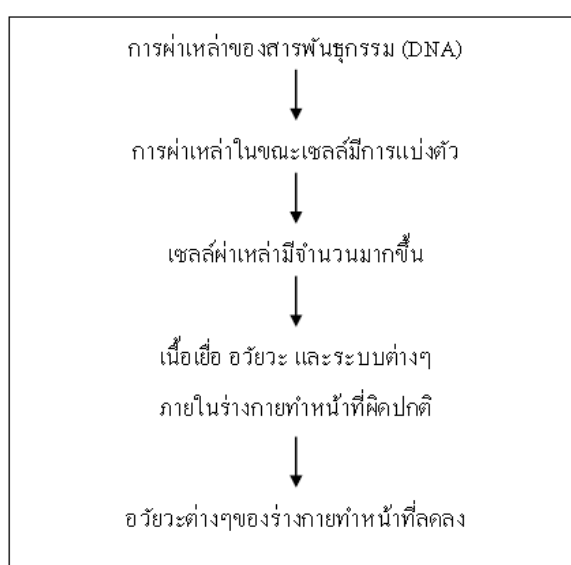 การผ่าเหล่าของสารพันธุกรรม (DNA)
การผ่าเหล่าในขณะเซลล์มีการแบ่งตัว
เซลล์ผ่าเหล่ามีจำนวนมากขึ้น
เนื้อเยื่อ อวัยวะ และระบบต่างๆ
ภายในร่างกายทำหน้าที่ผิดปกติ
อวัยวะต่างๆของร่างกายทำหน้าที่ลดลง